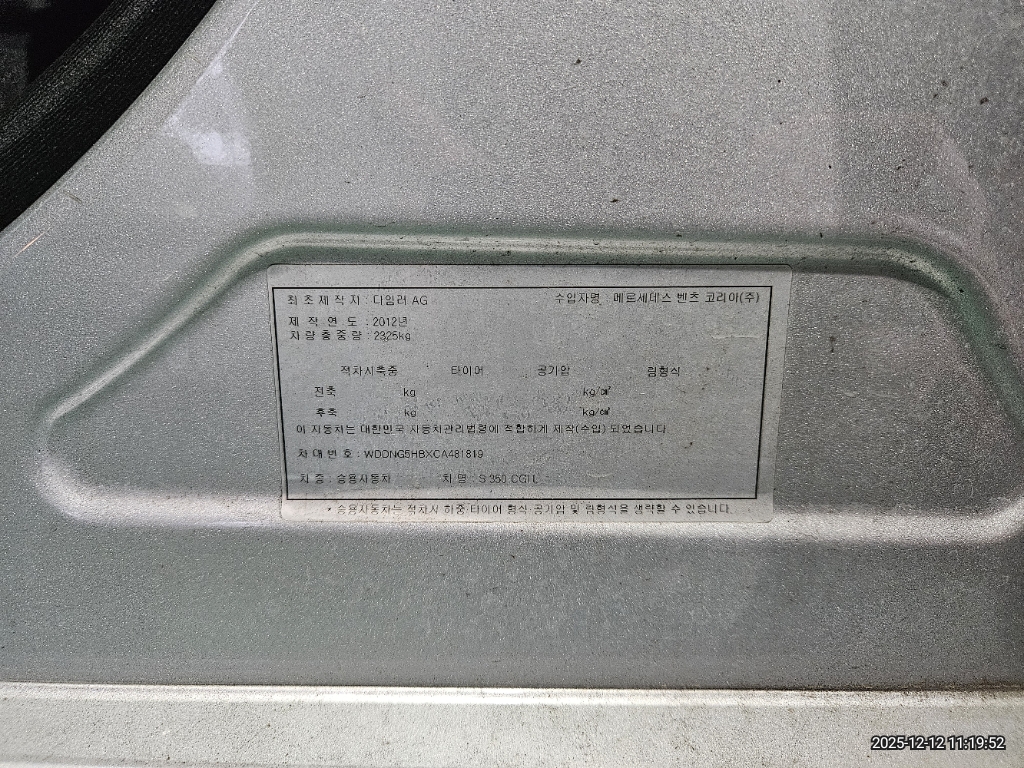 최초제작자 : 다임러 AG 수입자명 : 메르세데스 벤츠 코리아(주)
제 작 연 도 : 2012년
차 량 총 중 량 : 2325kg
적차시축중 타이어 공기압 림형식
전축 kg kg/㎠
후축 kg kg/㎠
이 자동차는 대한민국 자동차관리법령에 적합하게 제작(수입) 되었습니다
차 대 번 호 : WDDNG5HBXCA481819
차 종 : 승용자동차 차 명 : S 350 CGI L
* 승용자동차는 적차시 하중·타이어 형식·공기압 및 림형식을 생략할 수 있습니다.
2025-12-12 11:19:52